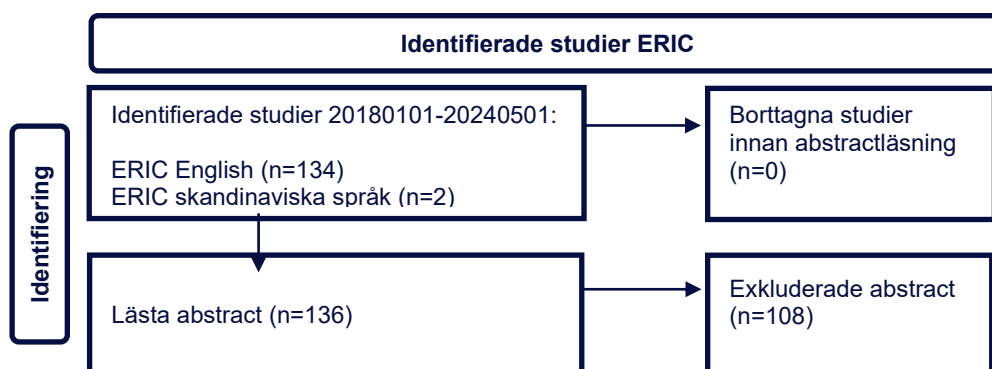 Identifierade studier ERIC
Identifiering
Identifierade studier 20180101-20240501:
ERIC English (n=134)
ERIC skandinaviska språk (n=2)
Borttagna studier
innan abstractläsning
(n=0)
Lästa abstract (n=136)
Exkluderade abstract
(n=108)